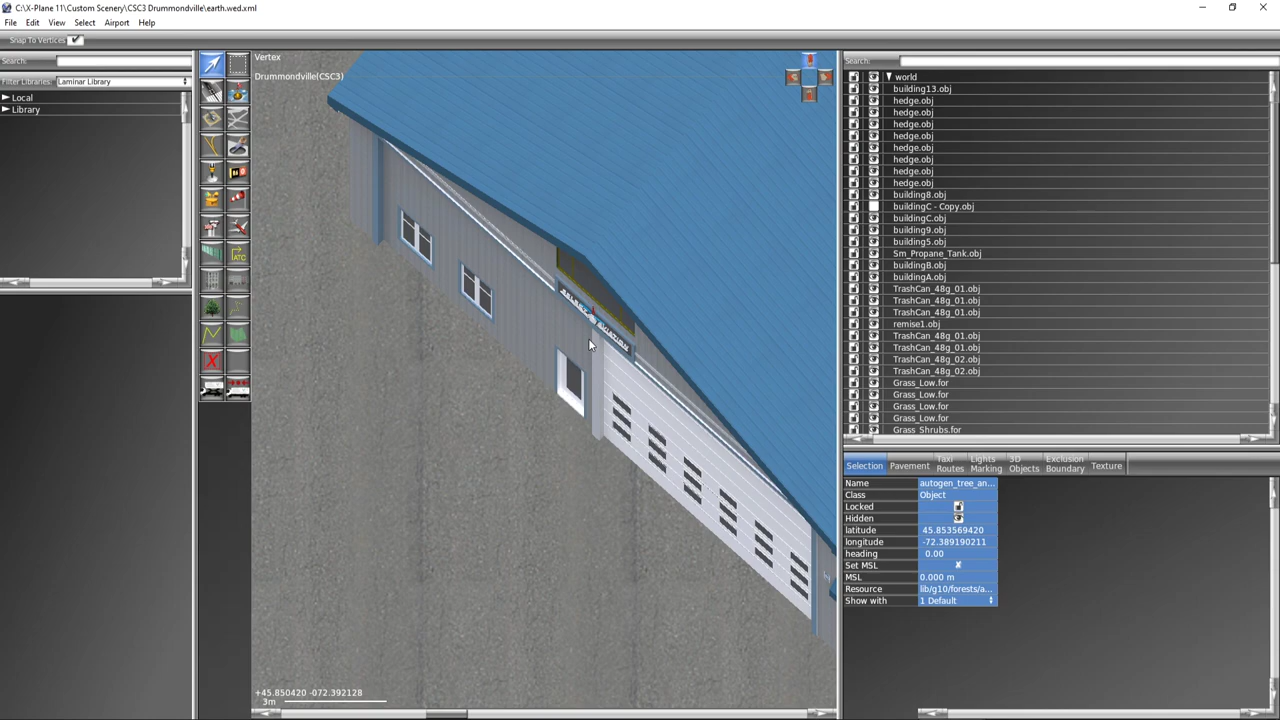 C:\X-Plane 11\Custom Scenery\CSC3 Drummondville\earth.wed.xml
File Edit View Select Airport Help
Snap To Vertices
Search:
Filter Libraries: Laminar Library
Local
Library
Vertex
Drummondville(CSC3)
ATC
+45.850420 -072.392128
3m
Search:
world
building13.obj
hedge.obj
hedge.obj
hedge.obj
hedge.obj
hedge.obj
hedge.obj
hedge.obj
hedge.obj
building8.obj
buildingC - Copy.obj
buildingC.obj
building9.obj
building5.obj
Sm_Propane_Tank.obj
buildingB.obj
buildingA.obj
TrashCan_48g_01.obj
TrashCan_48g_01.obj
TrashCan_48g_01.obj
remise1.obj
TrashCan_48g_01.obj
TrashCan_48g_01.obj
TrashCan_48g_02.obj
TrashCan_48g_02.obj
Grass_Low.for
Grass_Low.for
Grass_Low.for
Grass_Low.for
Grass_Shrubs.for
Selection Pavement Taxi Routes Lights Marking 3D Objects Exclusion Boundary Texture
Name autogen_tree_an...
Class Object
Locked
Hidden
latitude 45.853569420
longitude -72.389190211
heading 0.00
Set MSL
MSL 0.000 m
Resource lib/g10/forests/a...
Show with 1 Default